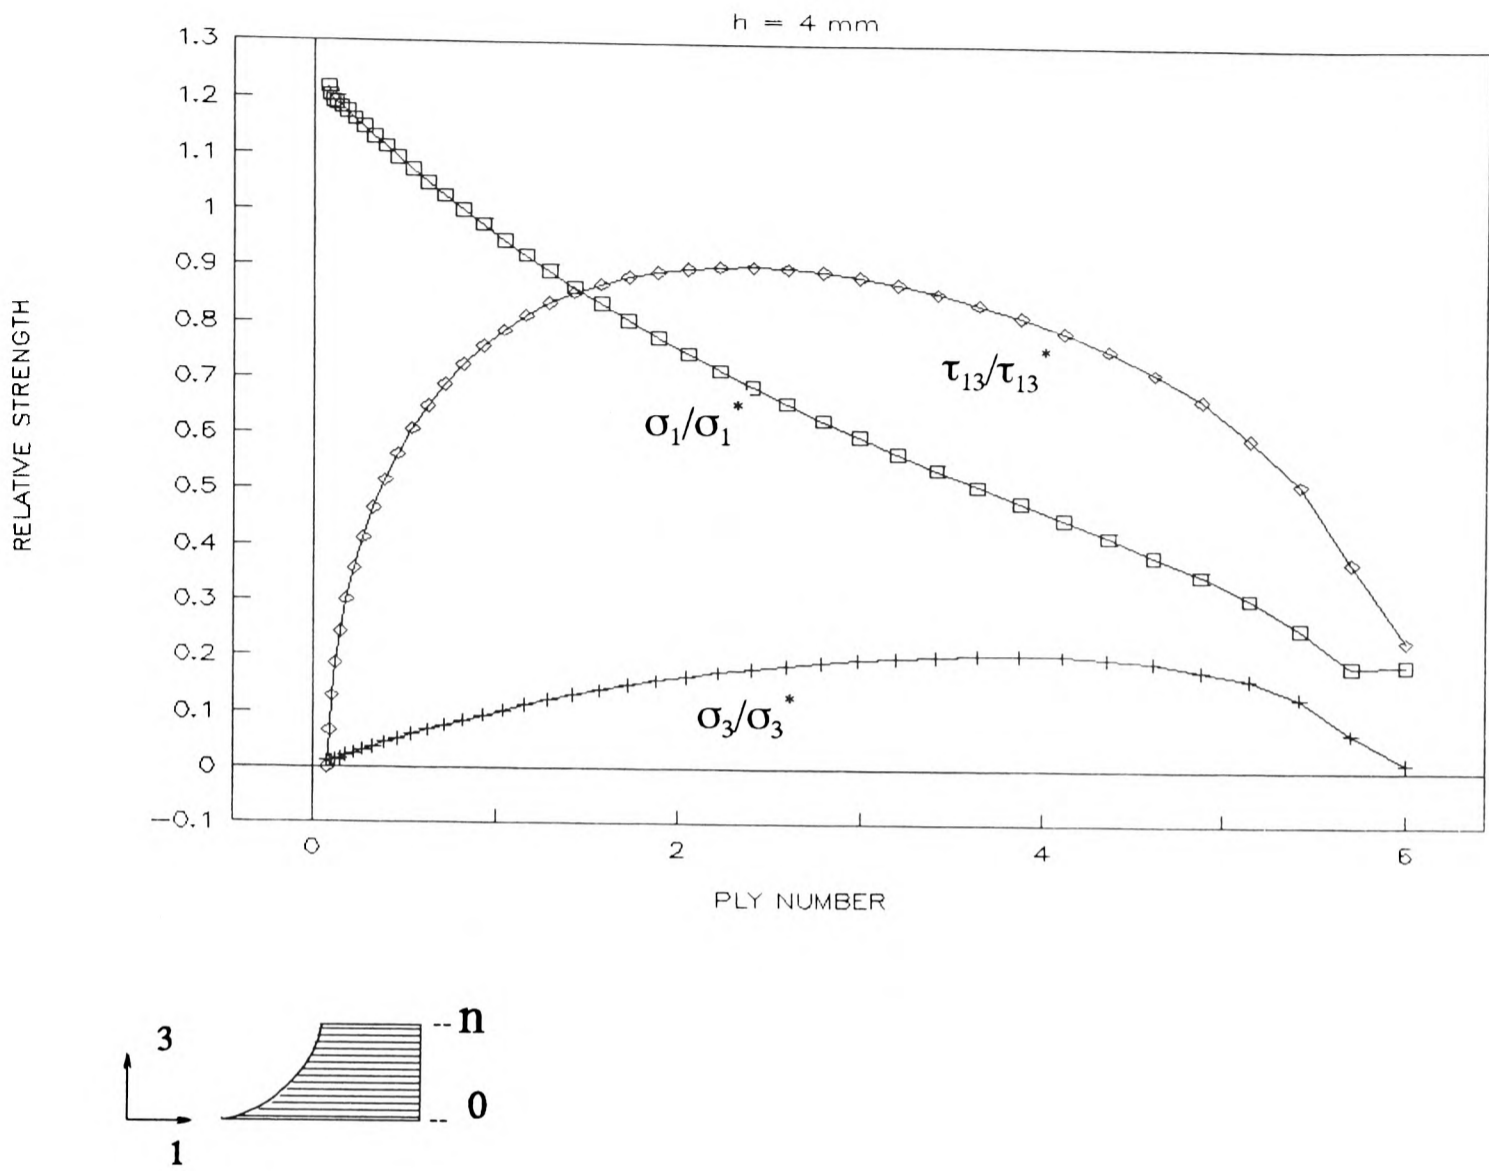 h = 4 mm
1.3
1.2
1.1
1
0.9
0.8
0.7
0.6
0.5
0.4
0.3
0.2
0.1
0
−0.1
RELATIVE STRENGTH
τ13/τ13*
σ1/σ1*
σ3/σ3*
0 2 4 6
PLY NUMBER
3
1
-- n
-- 0